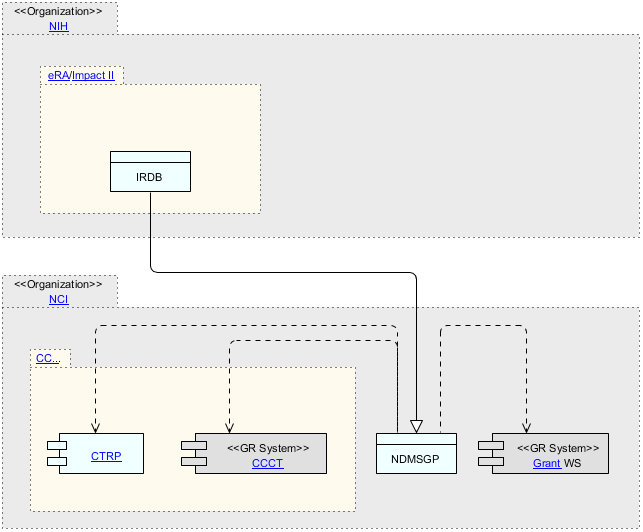 <<Organization>>
NIH
eRA/Impact II
IRDB
<<Organization>>
NCI
CC...
CTRP
<<GR System>>
CCCT
NDMSGP
<<GR System>>
Grant WS